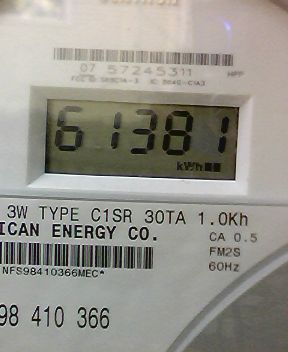 07 57245311 HPP
61381
kWh
3W TYPE C1SR 30TA 1.0Kh
ICAN ENERGY CO.
CA 0.5
FM2S
NFS98410366MEC*
60Hz
98 410 366